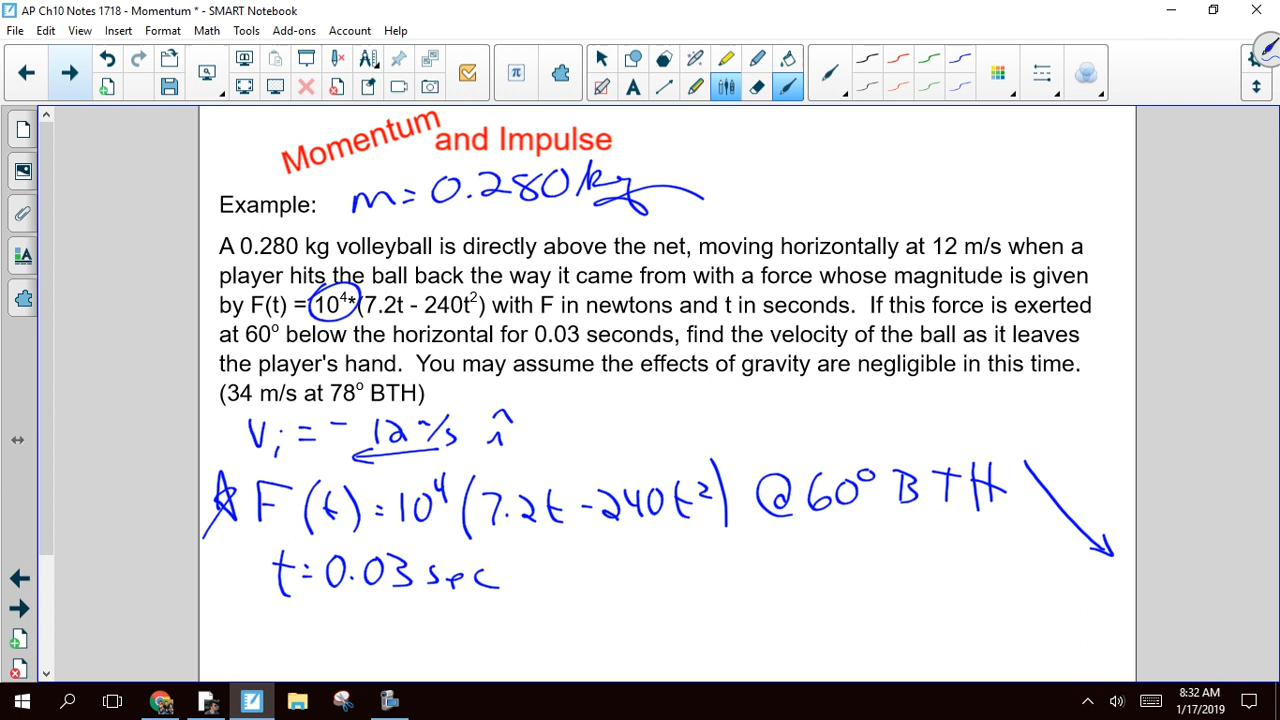 AP Ch10 Notes 1718 - Momentum * - SMART Notebook
File Edit View Insert Format Math Tools Add-ons Account Help
Momentum and Impulse
m = 0.280 kg
Example:
A 0.280 kg volleyball is directly above the net, moving horizontally at 12 m/s when a
player hits the ball back the way it came from with a force whose magnitude is given
by F(t) = 10⁴*(7.2t - 240t²) with F in newtons and t in seconds. If this force is exerted
at 60º below the horizontal for 0.03 seconds, find the velocity of the ball as it leaves
the player's hand. You may assume the effects of gravity are negligible in this time.
(34 m/s at 78º BTH)
Vᵢ = - 12 m/s î
F(t) = 10⁴(7.2t - 240t²) @ 60º BTH
t = 0.03 sec
8:32 AM
1/17/2019